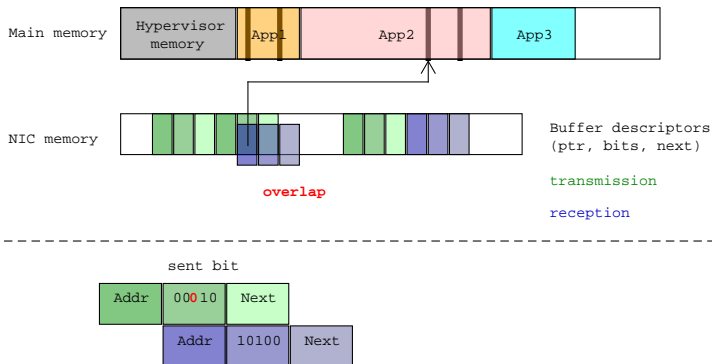 Main memory
Hypervisor
memory
App1
App2
App3
NIC memory
Buffer descriptors
(ptr, bits, next)
transmission
reception
overlap
sent bit
Addr 00010 Next
Addr 10100 Next